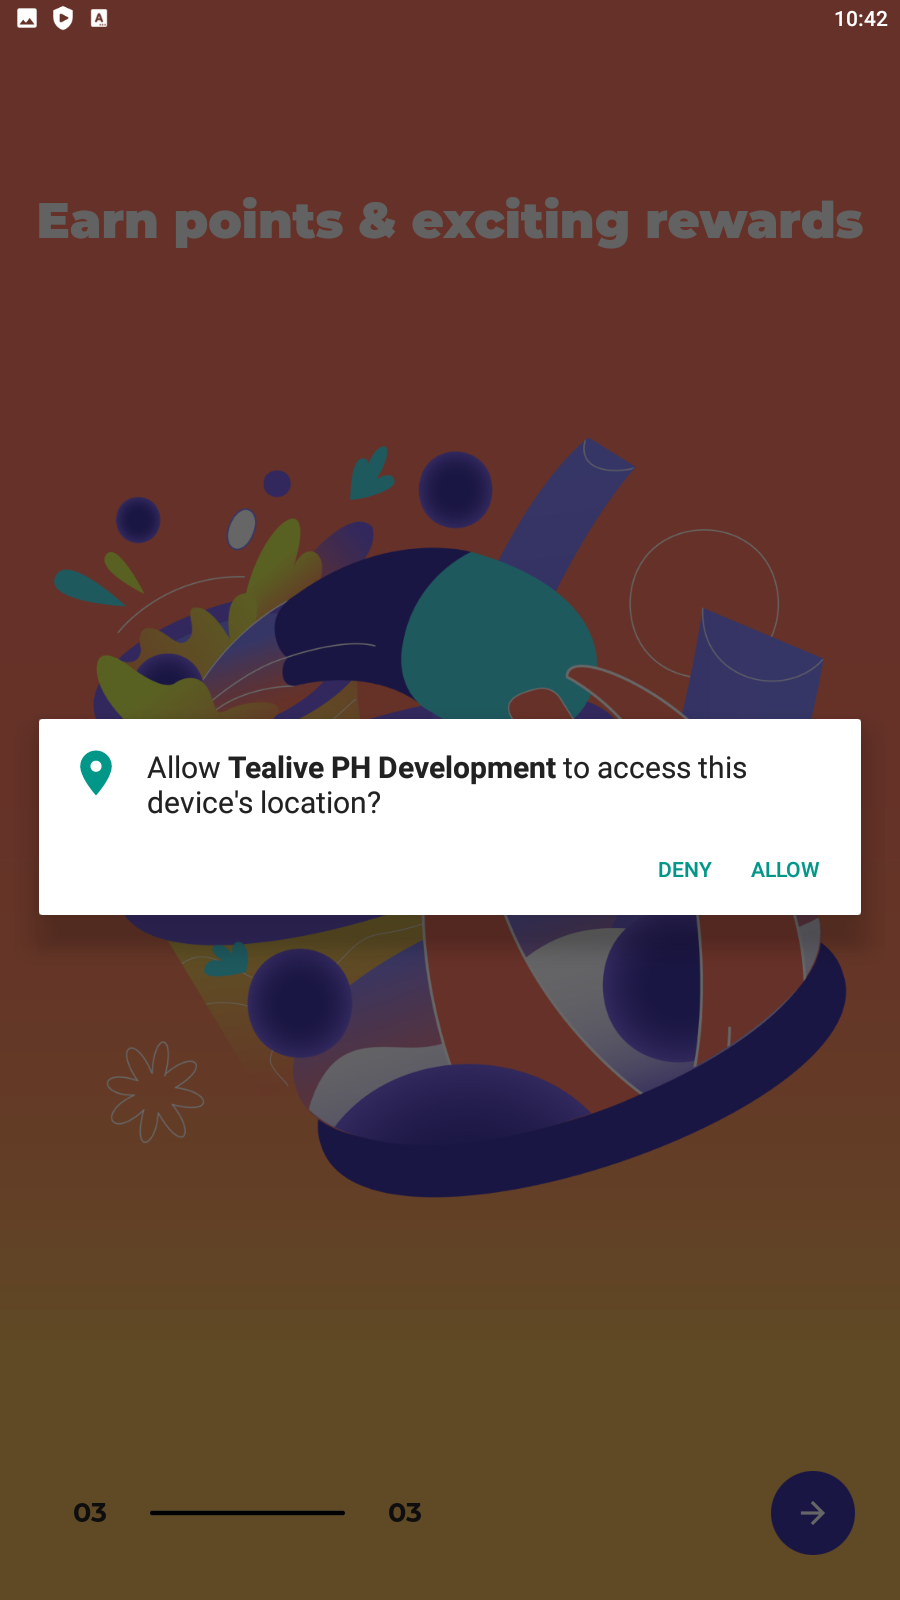 10:42
Earn points & exciting rewards
Allow Tealive PH Development to access this
device's location?
DENY ALLOW
03 03